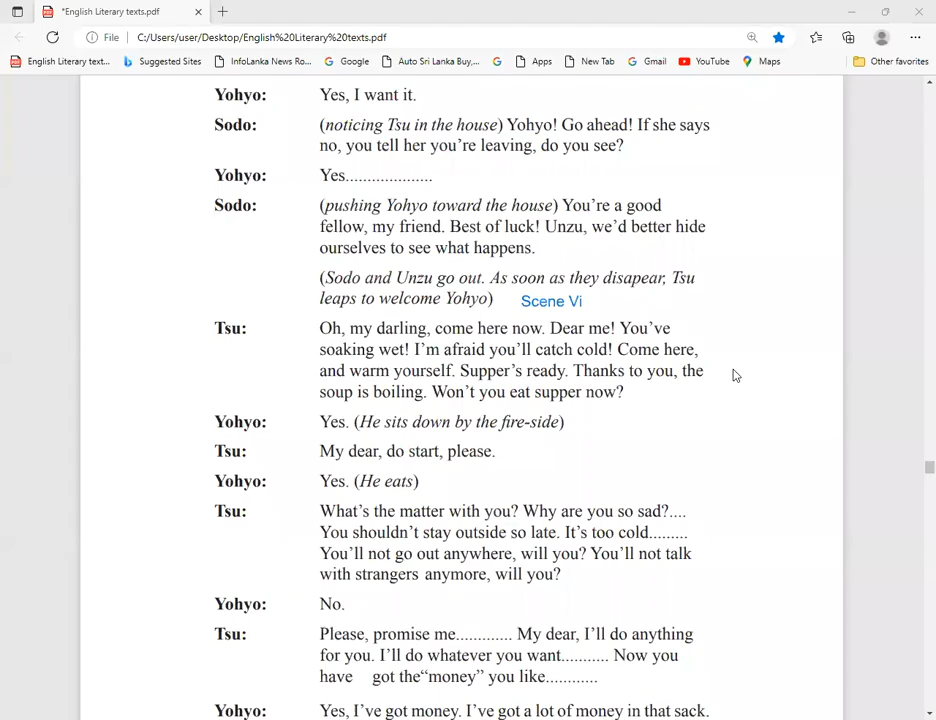 *English Literary texts.pdf
File C:/Users/user/Desktop/English%20Literary%20texts.pdf
English Literary text... Suggested Sites InfoLanka News Ro... Google Auto Sri Lanka Buy,... Apps New Tab Gmail YouTube Maps Other favorites
Yohyo: Yes, I want it.
Sodo: (noticing Tsu in the house) Yohyo! Go ahead! If she says
no, you tell her you're leaving, do you see?
Yohyo: Yes....................
Sodo: (pushing Yohyo toward the house) You're a good
fellow, my friend. Best of luck! Unzu, we'd better hide
ourselves to see what happens.
(Sodo and Unzu go out. As soon as they disapear, Tsu
leaps to welcome Yohyo) Scene Vi
Tsu: Oh, my darling, come here now. Dear me! You've
soaking wet! I'm afraid you'll catch cold! Come here,
and warm yourself. Supper's ready. Thanks to you, the
soup is boiling. Won't you eat supper now?
Yohyo: Yes. (He sits down by the fire-side)
Tsu: My dear, do start, please.
Yohyo: Yes. (He eats)
Tsu: What's the matter with you? Why are you so sad?....
You shouldn't stay outside so late. It's too cold.........
You'll not go out anywhere, will you? You'll not talk
with strangers anymore, will you?
Yohyo: No.
Tsu: Please, promise me............. My dear, I'll do anything
for you. I'll do whatever you want........... Now you
have got the“money” you like............
Yohyo: Yes, I've got money. I've got a lot of money in that sack.